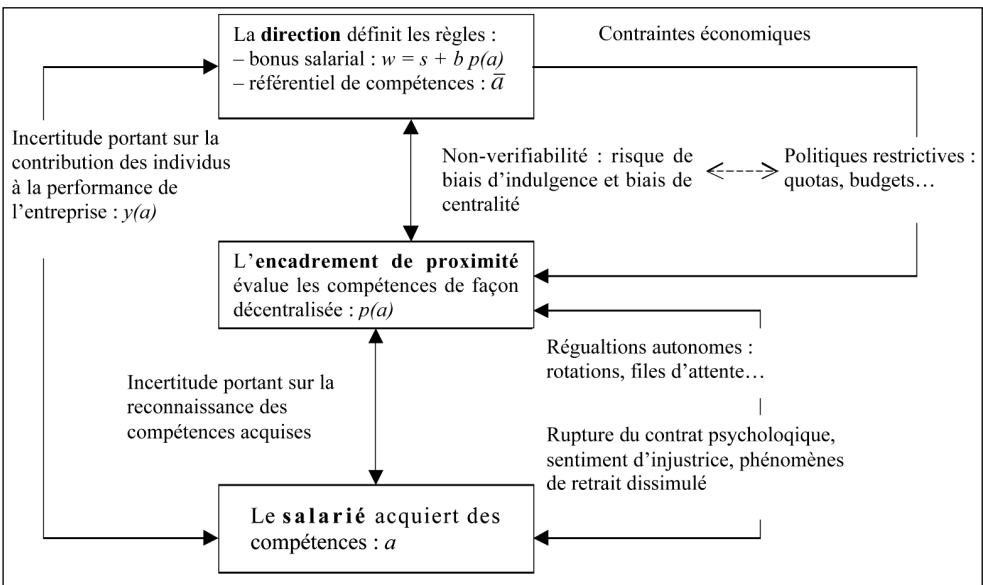 La direction définit les règles :
– bonus salarial : w = s + b p(a)
– référentiel de compétences : a̅
Contraintes économiques
Incertitude portant sur la
contribution des individus
à la performance de
l’entreprise : y(a)
Non-verifiabilité : risque de
biais d’indulgence et biais de
centralité
Politiques restrictives :
quotas, budgets…
L’encadrement de proximité
évalue les compétences de façon
décentralisée : p(a)
Régualtions autonomes :
rotations, files d’attente…
Incertitude portant sur la
reconnaissance des
compétences acquises
Rupture du contrat psycholoqique,
sentiment d’injustrice, phénomènes
de retrait dissimulé
Le salarié acquiert des
compétences : a